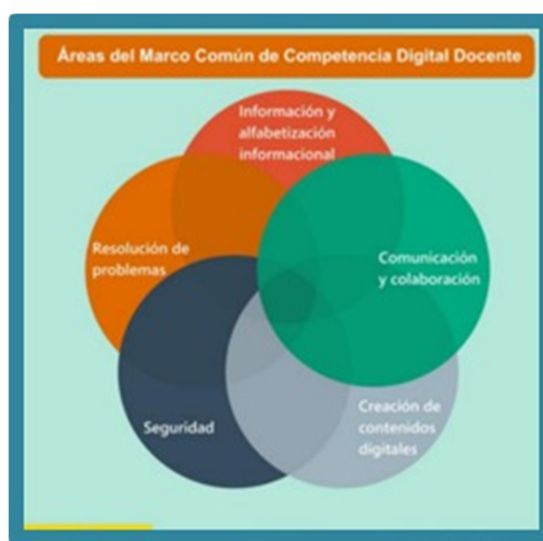 Áreas del Marco Común de Competencia Digital Docente
Información y
alfabetización
informacional
Resolución de
problemas
Comunicación
y colaboración
Seguridad
Creación de
contenidos
digitales